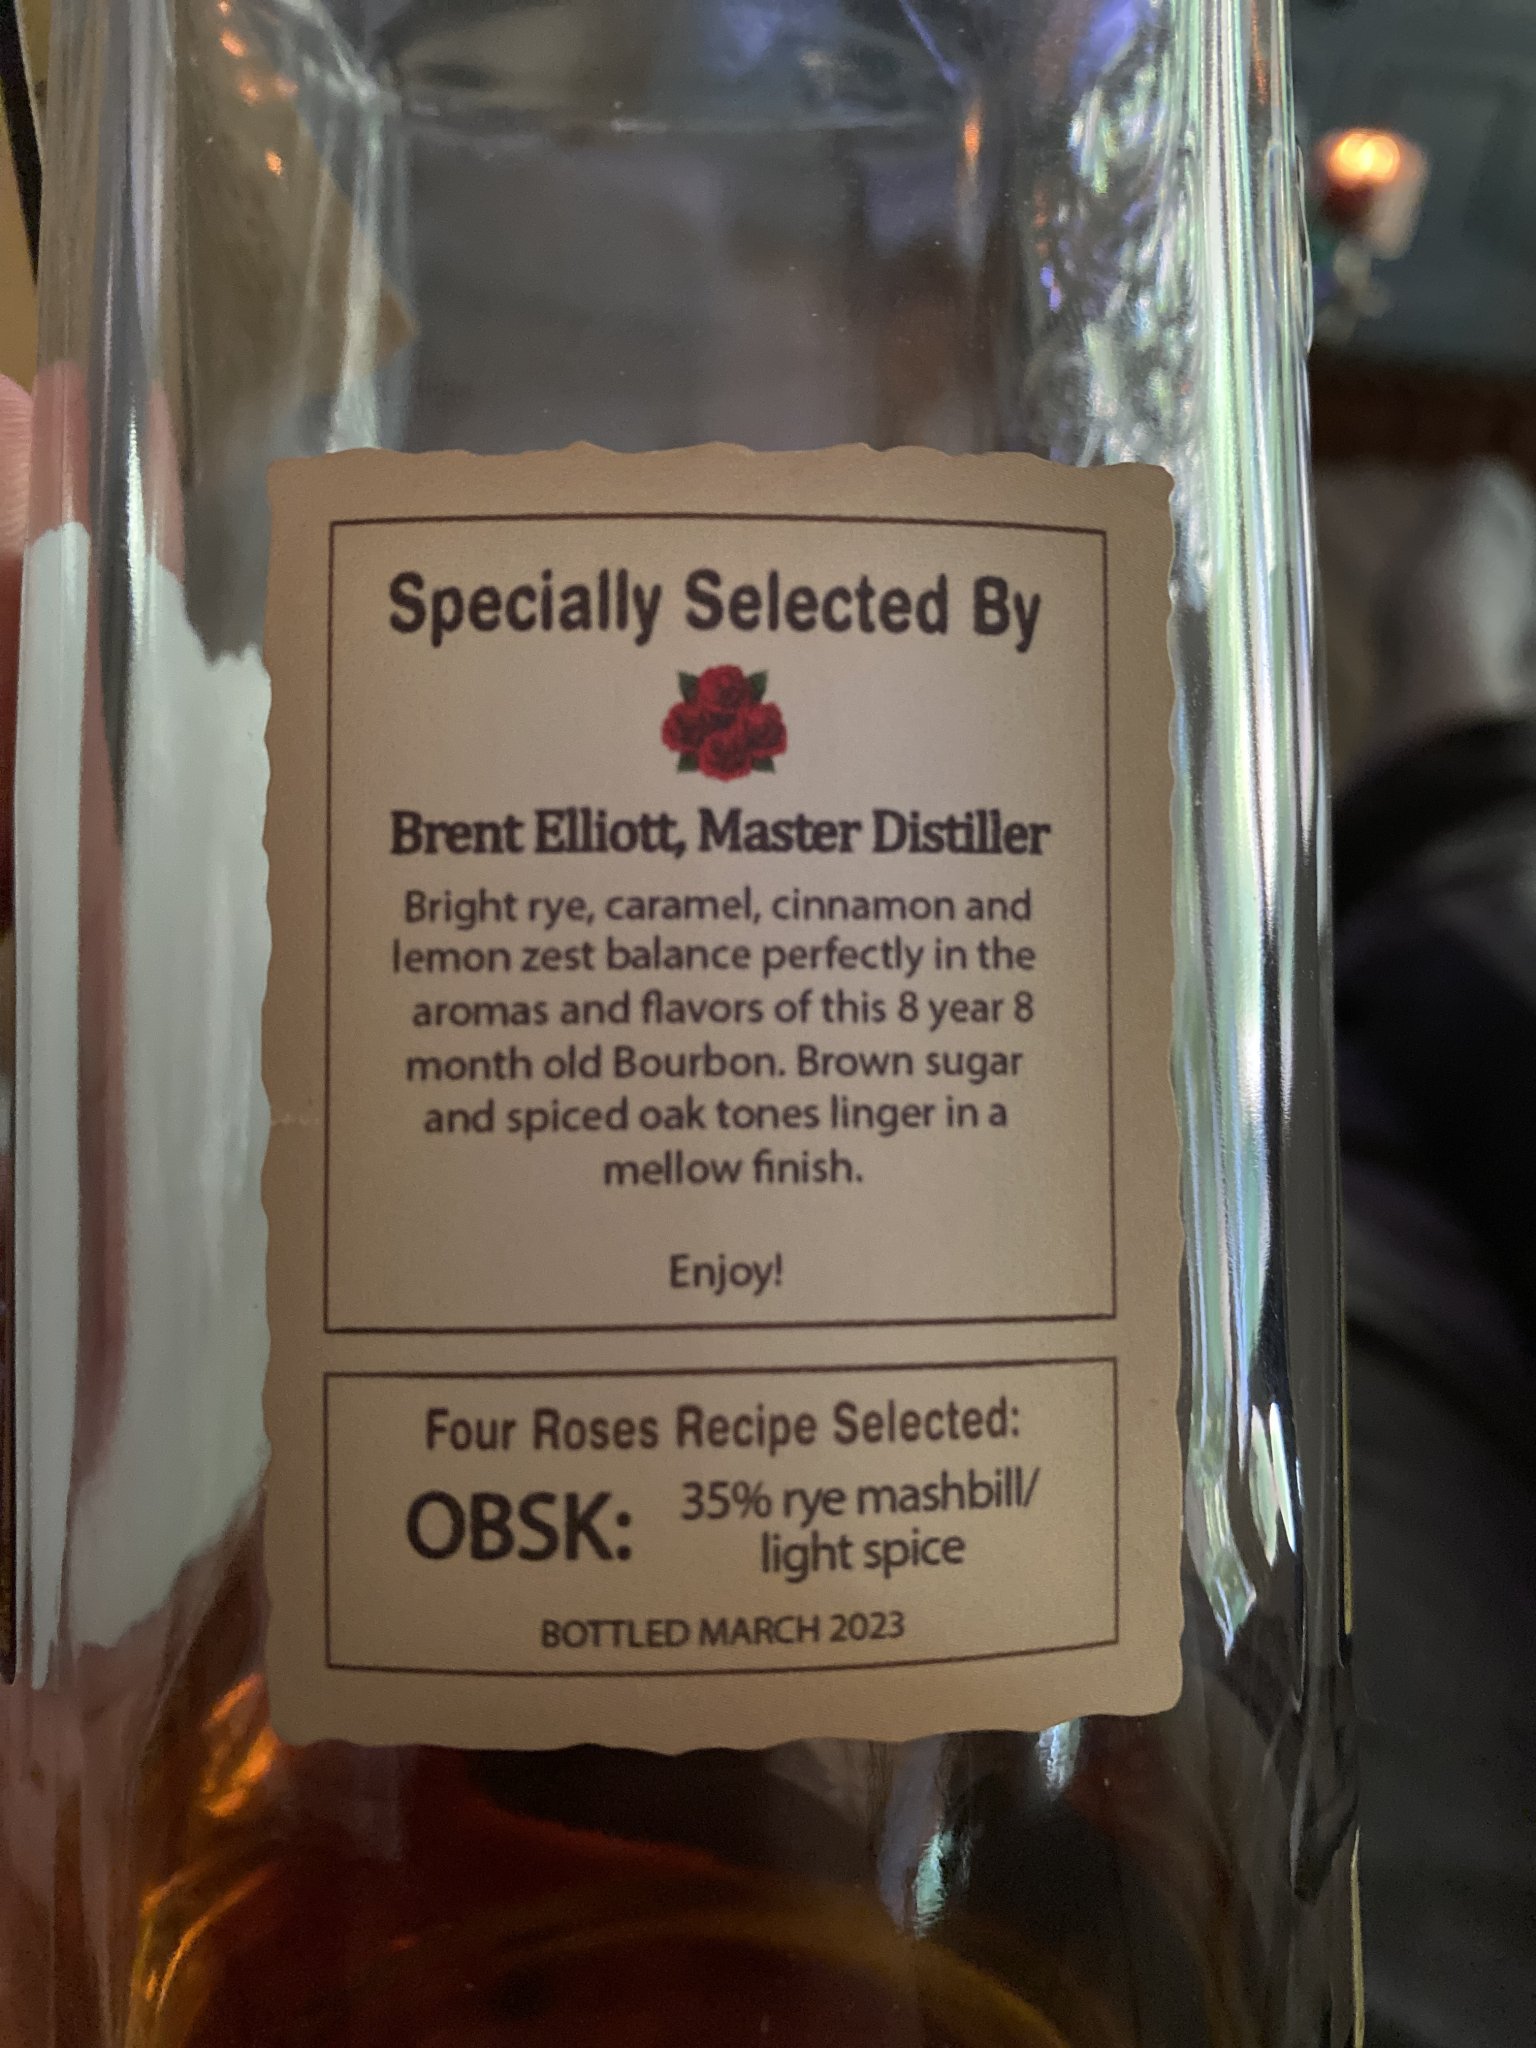 Specially Selected By
Brent Elliott, Master Distiller
Bright rye, caramel, cinnamon and
lemon zest balance perfectly in the
aromas and flavors of this 8 year 8
month old Bourbon. Brown sugar
and spiced oak tones linger in a
mellow finish.
Enjoy!
Four Roses Recipe Selected:
OBSK: 35% rye mashbill/
light spice
BOTTLED MARCH 2023